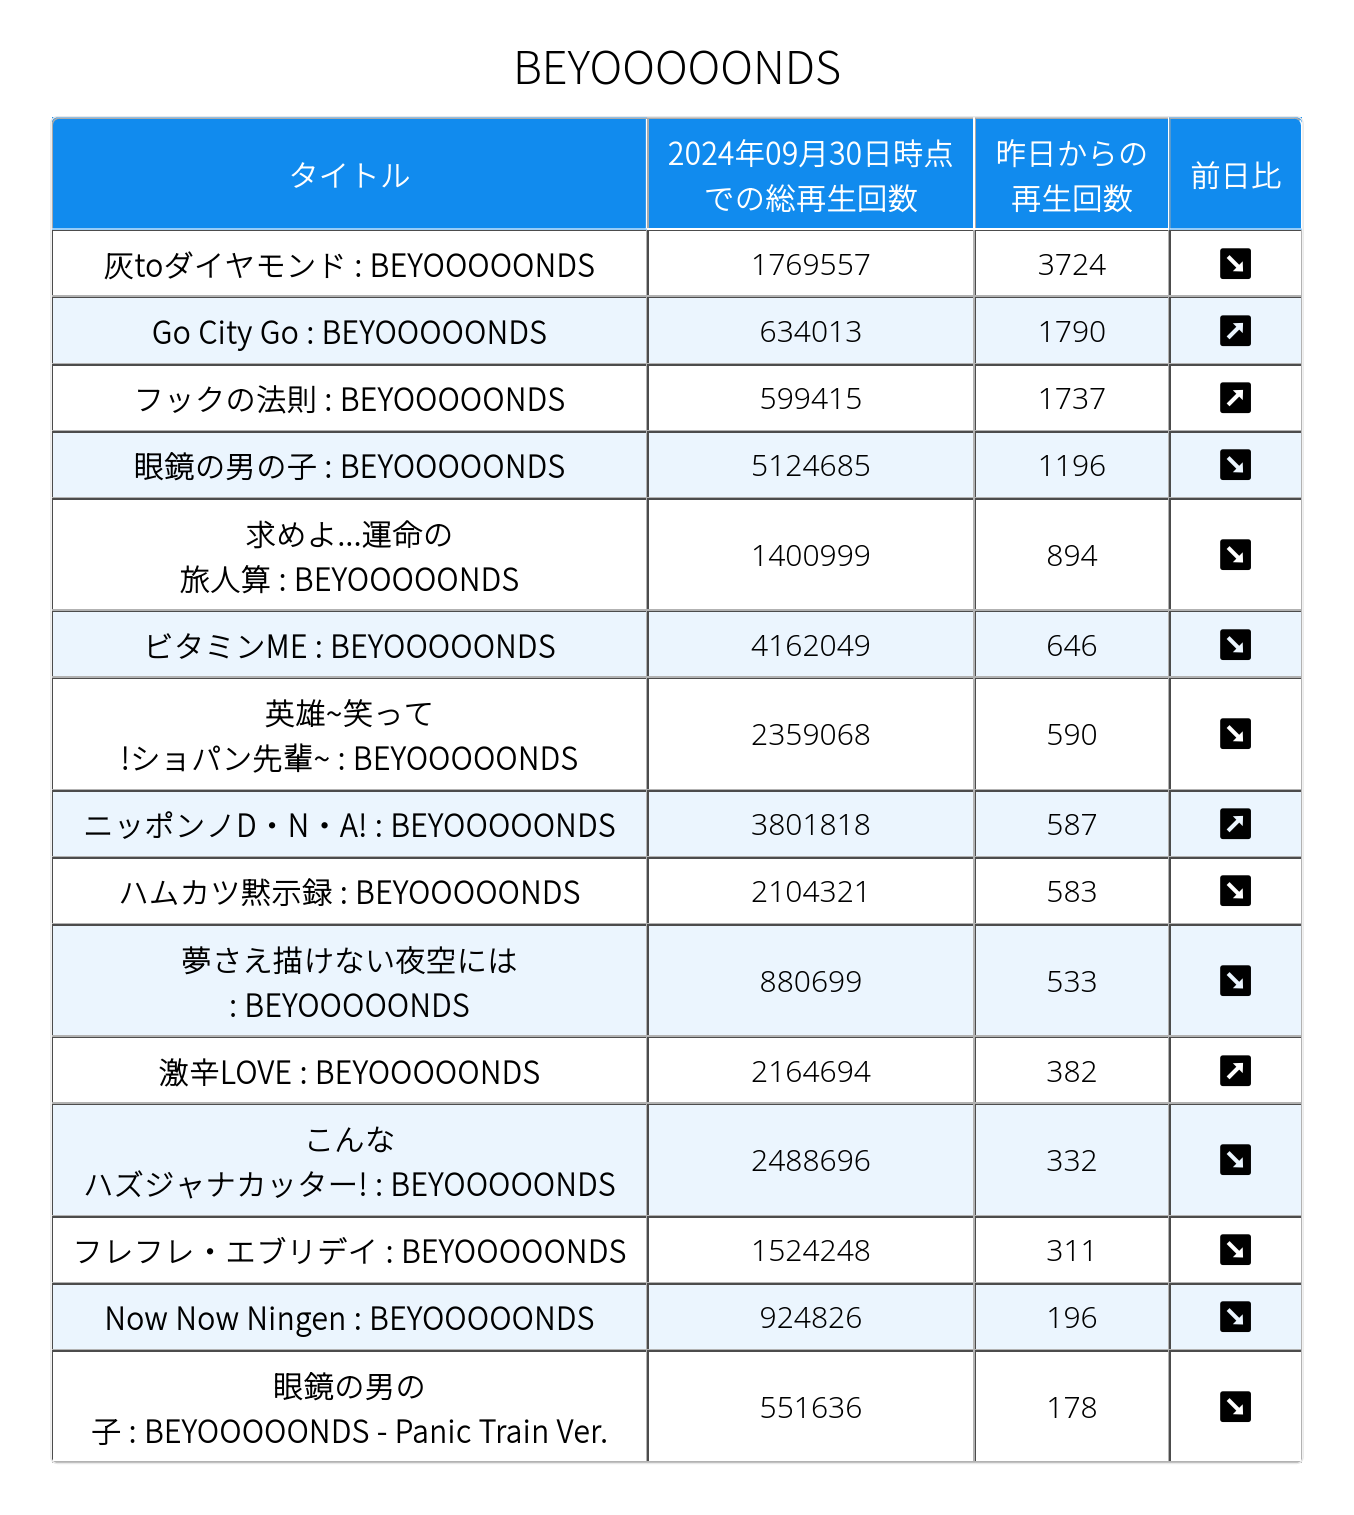 BEYOOOOONDS
タイトル
2024年09月30日時点
での総再生回数
昨日からの
再生回数
前日比
灰toダイヤモンド : BEYOOOOONDS 1769557 3724
Go City Go : BEYOOOOONDS 634013 1790
フックの法則 : BEYOOOOONDS 599415 1737
眼鏡の男の子 : BEYOOOOONDS 5124685 1196
求めよ...運命の
旅人算 : BEYOOOOONDS 1400999 894
ビタミンME : BEYOOOOONDS 4162049 646
英雄~笑って
!ショパン先輩~ : BEYOOOOONDS 2359068 590
ニッポンノD・N・A! : BEYOOOOONDS 3801818 587
ハムカツ黙示録 : BEYOOOOONDS 2104321 583
夢さえ描けない夜空には
: BEYOOOOONDS 880699 533
激辛LOVE : BEYOOOOONDS 2164694 382
こんな
ハズジャナカッター! : BEYOOOOONDS 2488696 332
フレフレ・エブリデイ : BEYOOOOONDS 1524248 311
Now Now Ningen : BEYOOOOONDS 924826 196
眼鏡の男の
子 : BEYOOOOONDS - Panic Train Ver. 551636 178